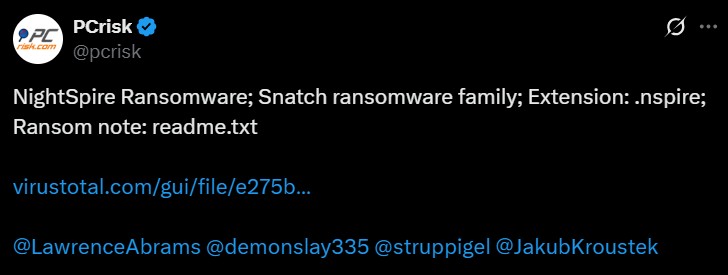 PC
risk.com
PCrisk
@pcrisk
NightSpire Ransomware; Snatch ransomware family; Extension: .nspire;
Ransom note: readme.txt
virustotal.com/gui/file/e275b...
@LawrenceAbrams @demonslay335 @struppigel @JakubKroustek